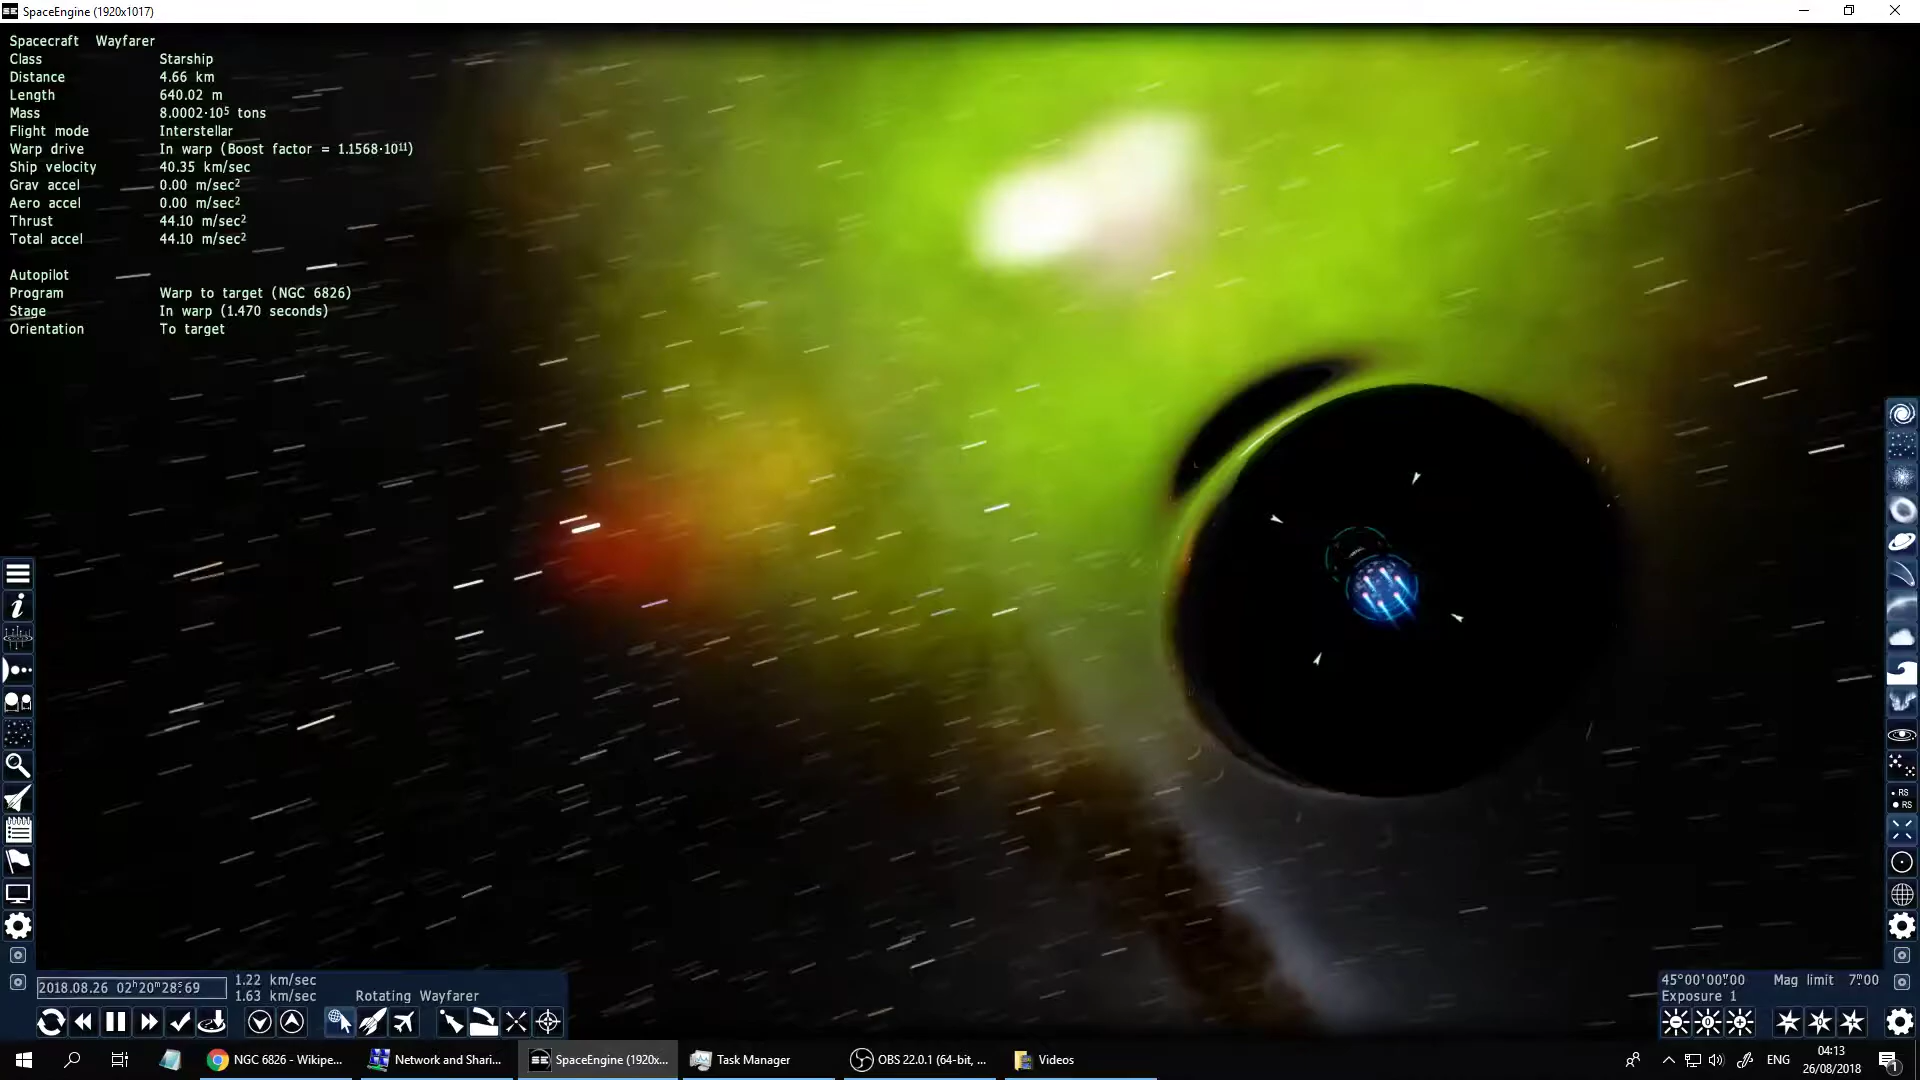 SpaceEngine (1920x1017)
Spacecraft Wayfarer
Class Starship
Distance 4.66 km
Length 640.02 m
Mass 8.0002·10⁵ tons
Flight mode Interstellar
Warp drive In warp (Boost factor = 1.1568·10¹¹)
Ship velocity 40.35 km/sec
Grav accel 0.00 m/sec²
Aero accel 0.00 m/sec²
Thrust 44.10 m/sec²
Total accel 44.10 m/sec²
Autopilot
Program Warp to target (NGC 6826)
Stage In warp (1.470 seconds)
Orientation To target
RS
RS
2018.08.26 02ʰ20ᵐ28ˢ.69
1.22 km/sec
1.63 km/sec Rotating Wayfarer
45°00'00".00 Mag limit 7ᵐ.00
Exposure 1
NGC 6826 - Wikipe...
Network and Shari...
SpaceEngine (1920x...
Task Manager
OBS 22.0.1 (64-bit, ...
Videos
ENG
04:13
26/08/2018
1